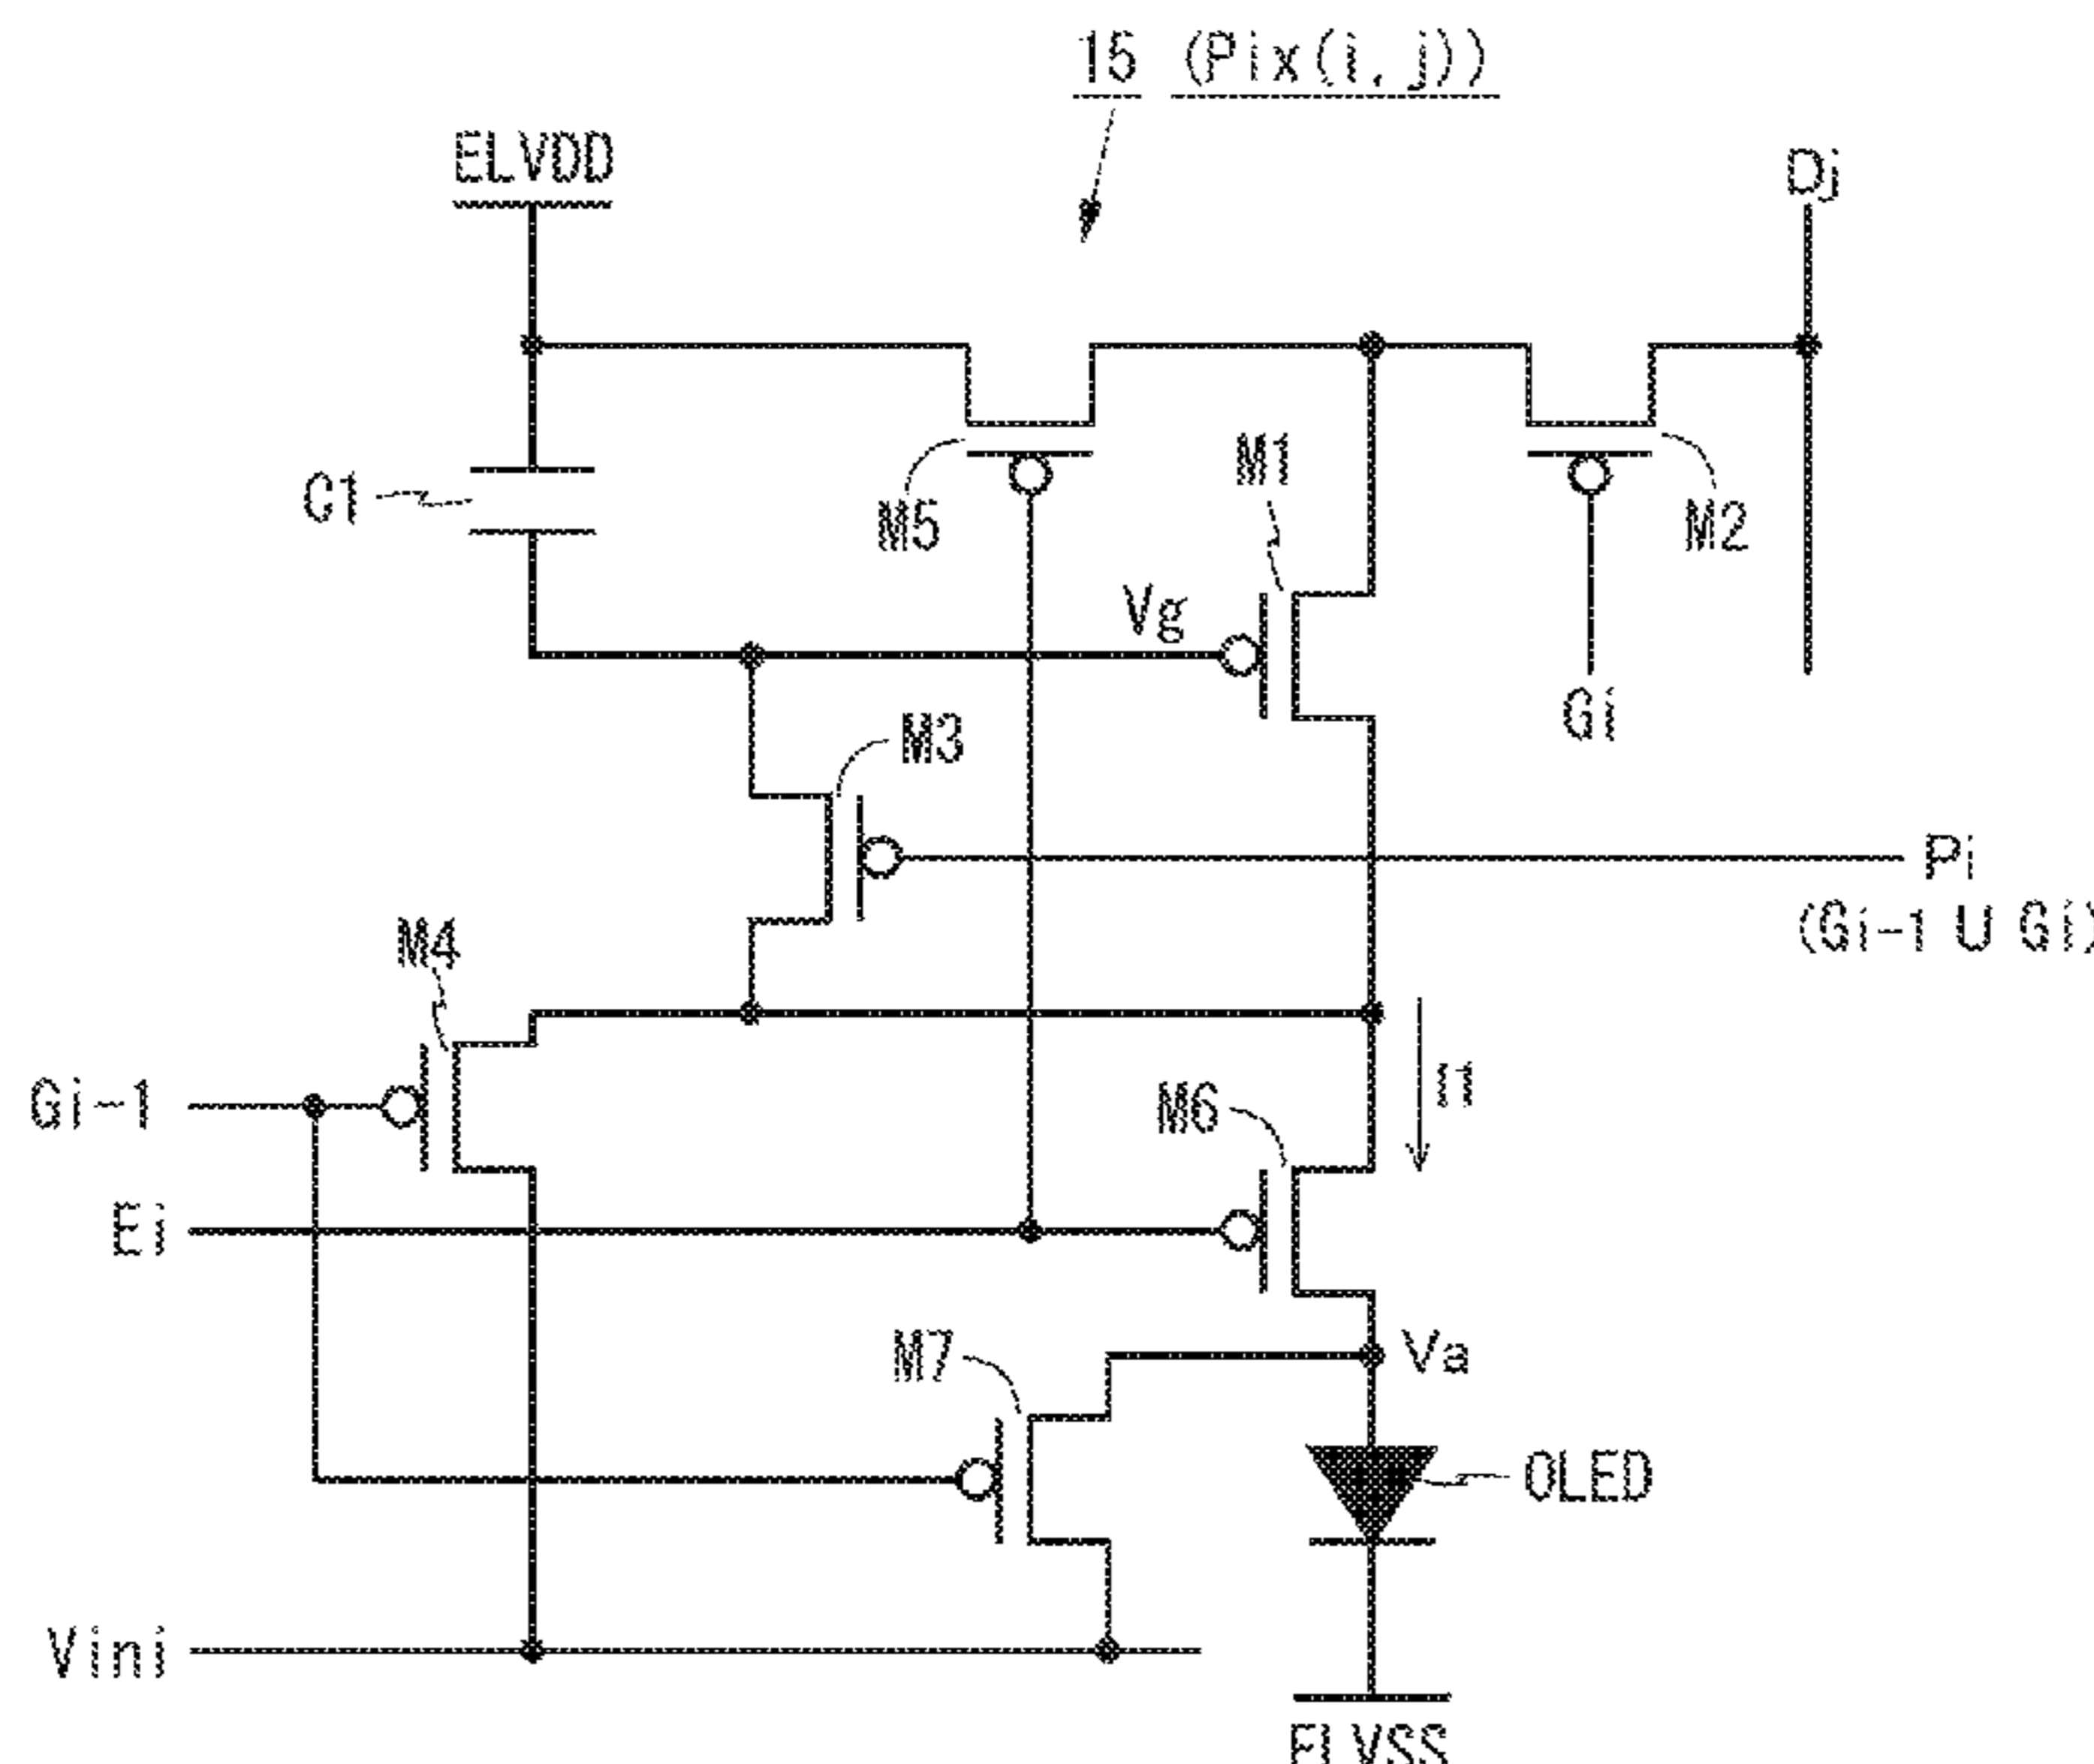 15 (Pix(i,j))
ELVDD
Dj
C1
M5
M1
M2
Vg
Gi
M3
Pi
(Gi-1 U Gi)
M4
Gi-1
M6
I1
Ei
M7
Va
OLED
Vini
ELVSS